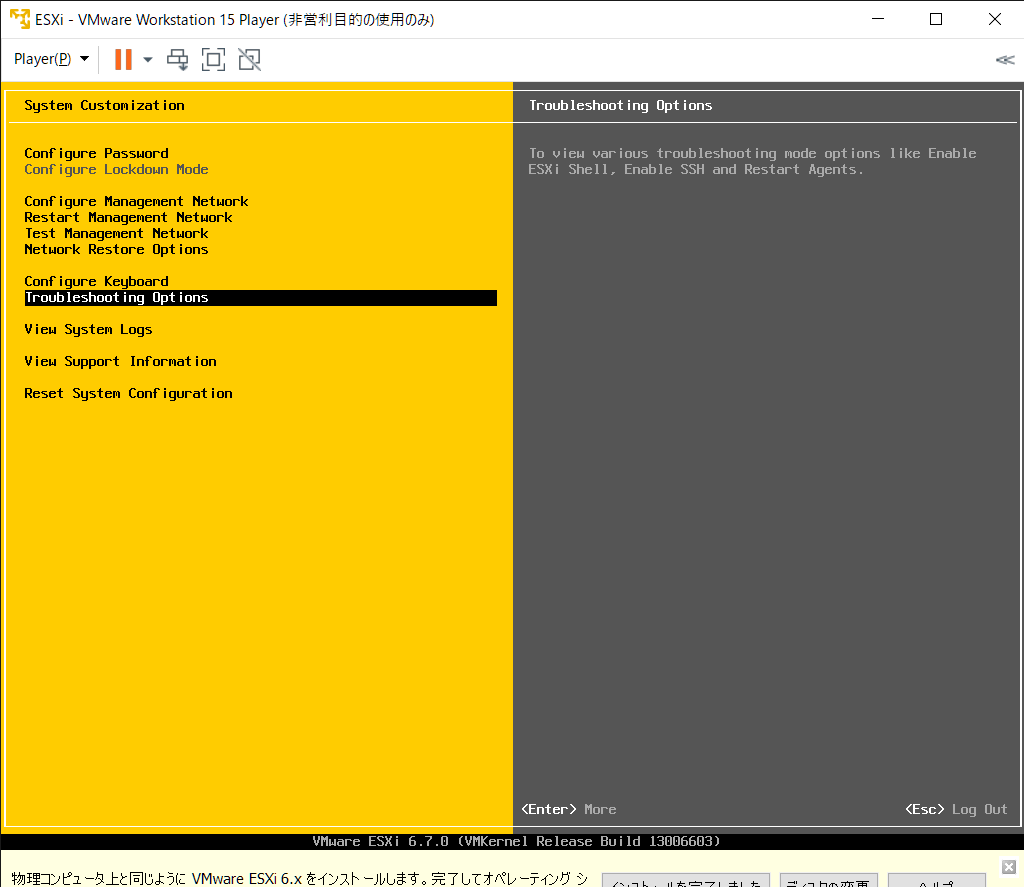 ESXi - VMware Workstation 15 Player (非営利目的の使用のみ)
Player(P)
System Customization
Configure Password
Configure Lockdown Mode
Configure Management Network
Restart Management Network
Test Management Network
Network Restore Options
Configure Keyboard
Troubleshooting Options
View System Logs
View Support Information
Reset System Configuration
Troubleshooting Options
To view various troubleshooting mode options like Enable
ESXi Shell, Enable SSH and Restart Agents.
<Enter> More
<Esc> Log Out
VMware ESXi 6.7.0 (VMKernel Release Build 13006603)
物理コンピュータ上と同じように VMware ESXi 6.x をインストールします。完了してオペレーティング シ
インストールを完了しました
ディスクの変更
ヘルプ